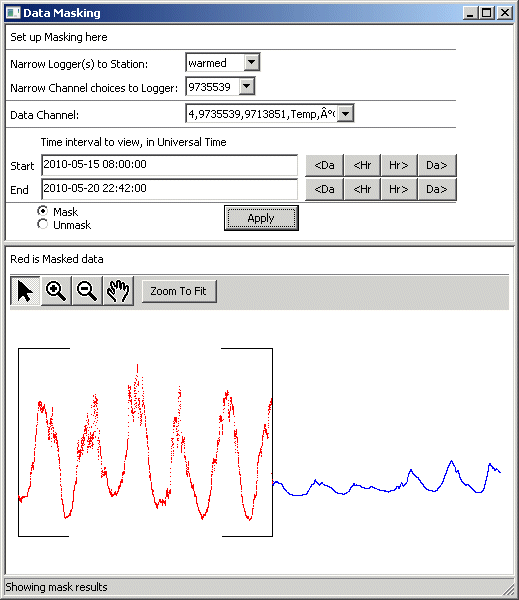 Data Masking
Set up Masking here
Narrow Logger(s) to Station: warmed
Narrow Channel choices to Logger: 9735539
Data Channel: 4,9735539,9713851,Temp,Â°
Time interval to view, in Universal Time
Start 2010-05-15 08:00:00 <Da <Hr Hr> Da>
End 2010-05-20 22:42:00 <Da <Hr Hr> Da>
Mask
Unmask
Apply
Red is Masked data
Zoom To Fit
Showing mask results